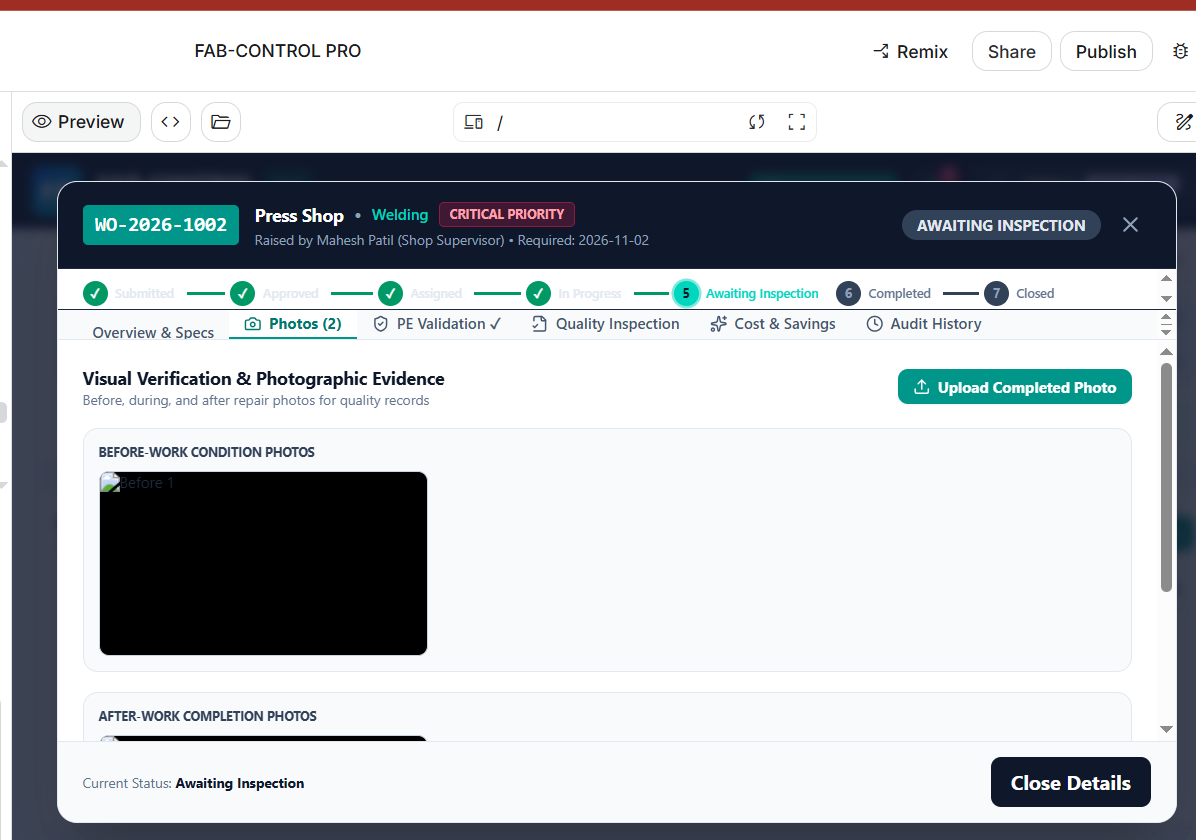 FAB-CONTROL PRO
Remix
Share
Publish
Preview
/
WO-2026-1002
Press Shop • Welding
CRITICAL PRIORITY
Raised by Mahesh Patil (Shop Supervisor) • Required: 2026-11-02
AWAITING INSPECTION
✓ Submitted
✓ Approved
✓ Assigned
✓ In Progress
5 Awaiting Inspection
6 Completed
7 Closed
Overview & Specs
Photos (2)
PE Validation ✓
Quality Inspection
Cost & Savings
Audit History
Visual Verification & Photographic Evidence
Before, during, and after repair photos for quality records
Upload Completed Photo
BEFORE-WORK CONDITION PHOTOS
Before 1
AFTER-WORK COMPLETION PHOTOS
Current Status: Awaiting Inspection
Close Details